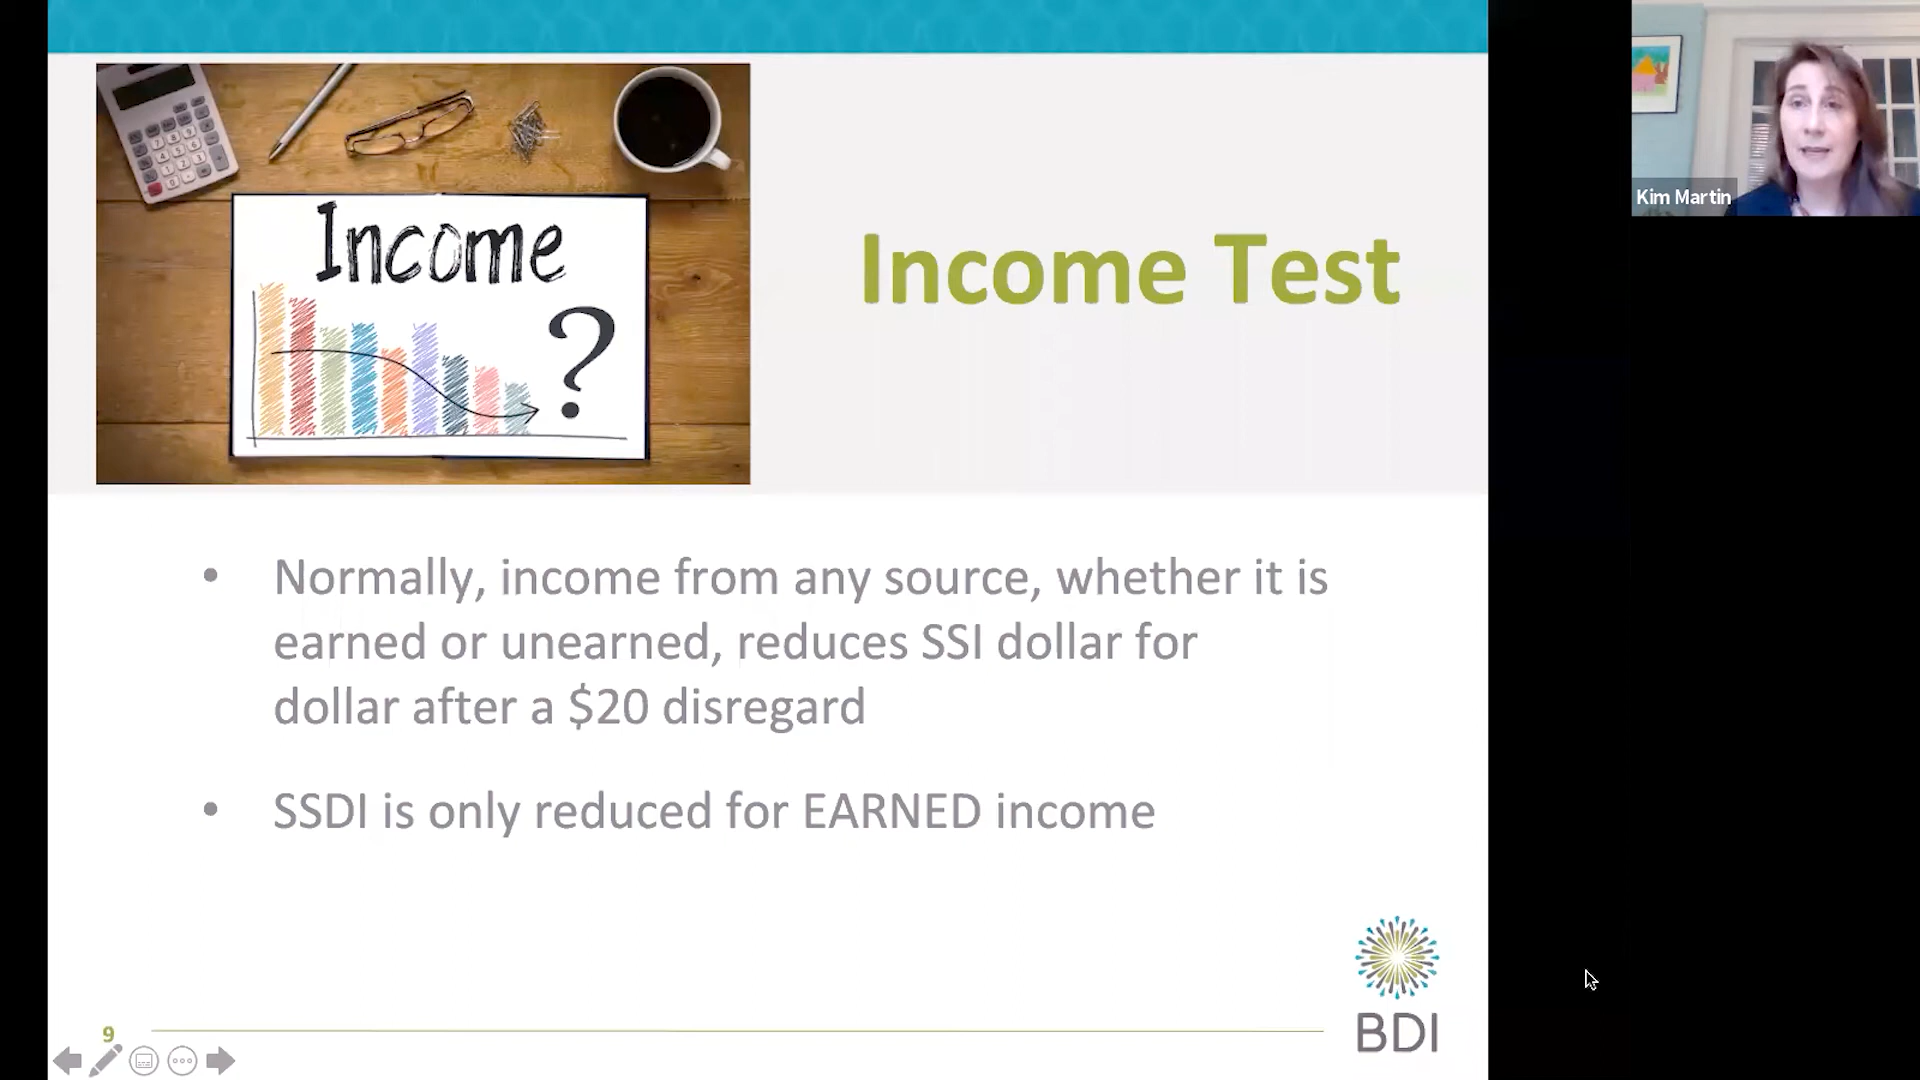 Income
?
Income Test
Kim Martin
• Normally, income from any source, whether it is
earned or unearned, reduces SSI dollar for
dollar after a $20 disregard
• SSDI is only reduced for EARNED income
BDI
9